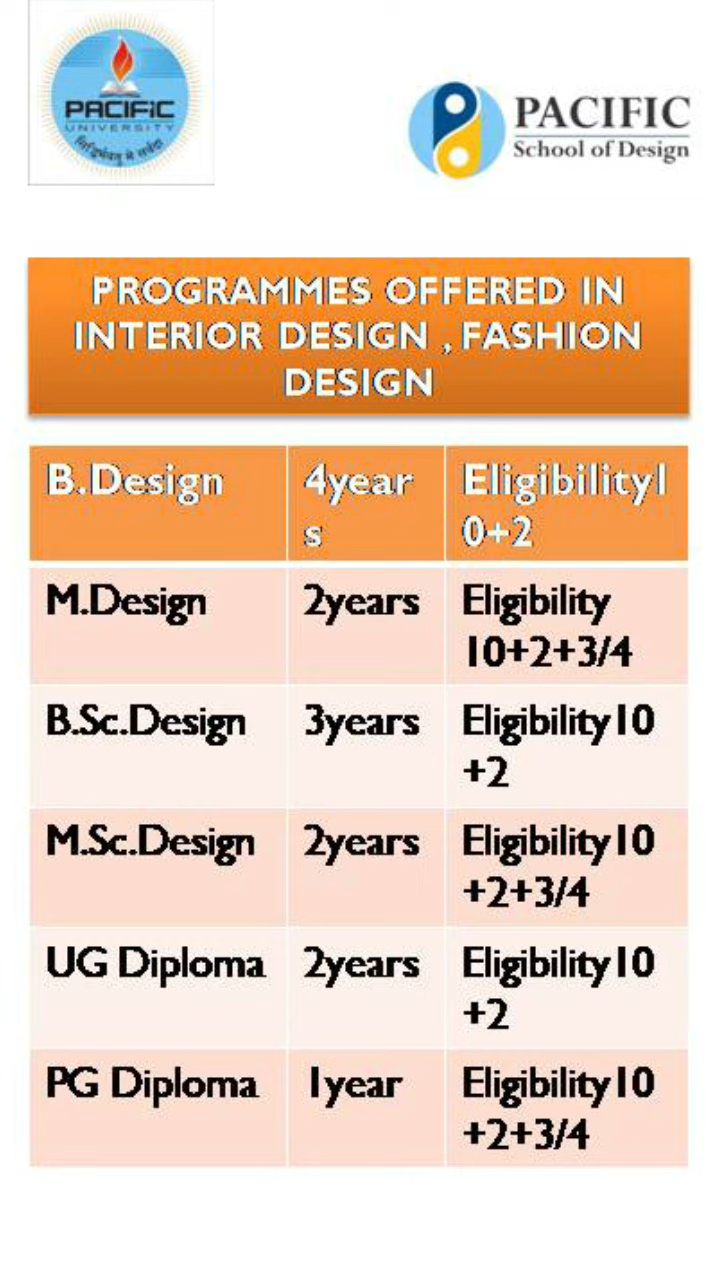 PACIFIC
UNIVERSITY
PACIFIC
School of Design
PROGRAMMES OFFERED IN
INTERIOR DESIGN , FASHION
DESIGN
B.Design
4year
s
Eligibility1
0+2
M.Design
2years
Eligibility
10+2+3/4
B.Sc.Design
3years
Eligibility10
+2
M.Sc.Design
2years
Eligibility10
+2+3/4
UG Diploma
2years
Eligibility10
+2
PG Diploma
1year
Eligibility10
+2+3/4